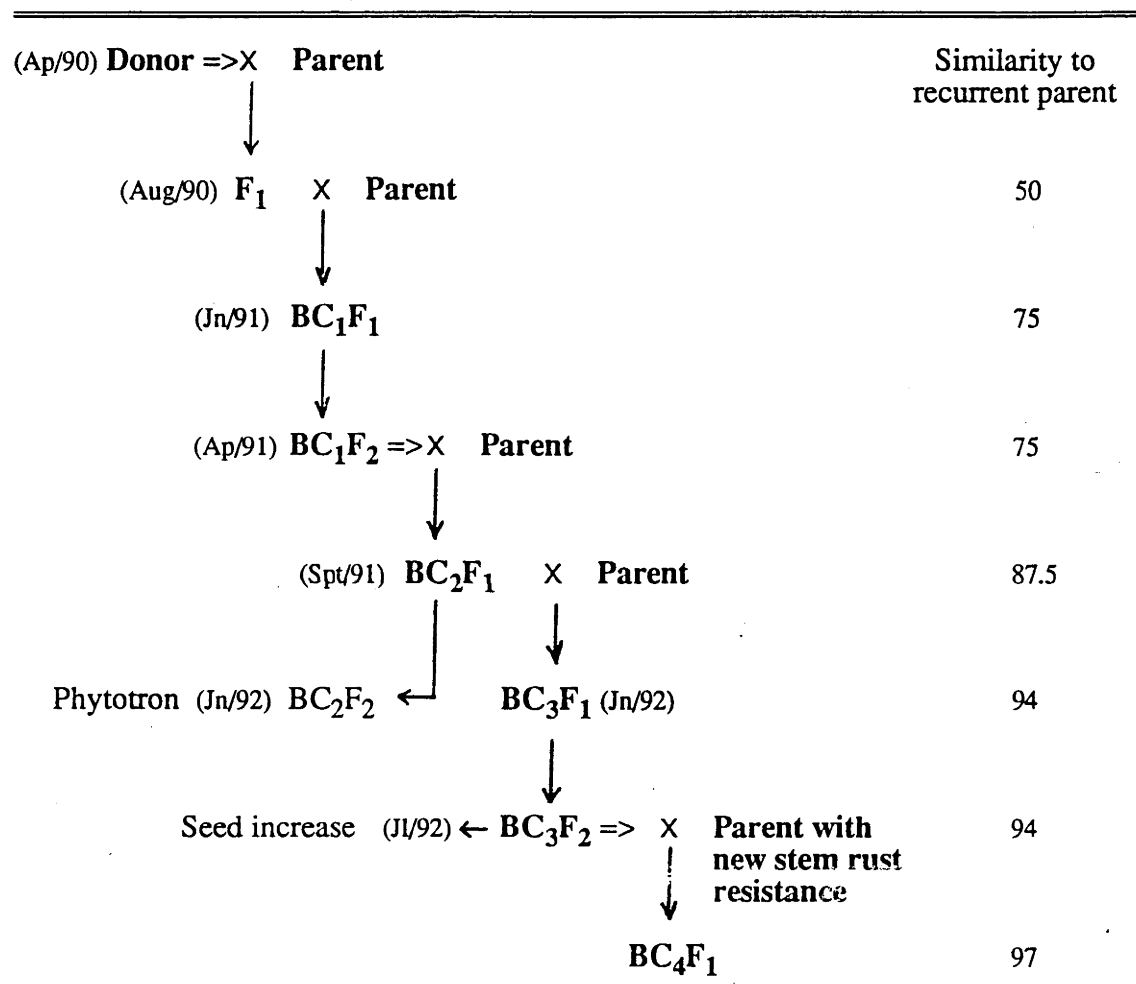 (Ap/90) Donor =>X Parent Similarity to
recurrent parent
(Aug/90) F₁ X Parent 50
(Jn/91) BC₁F₁ 75
(Ap/91) BC₁F₂ =>X Parent 75
(Spt/91) BC₂F₁ X Parent 87.5
Phytotron (Jn/92) BC₂F₂ ← BC₃F₁ (Jn/92) 94
Seed increase (Jl/92) ← BC₃F₂ => X Parent with 94
new stem rust
resistance
BC₄F₁ 97